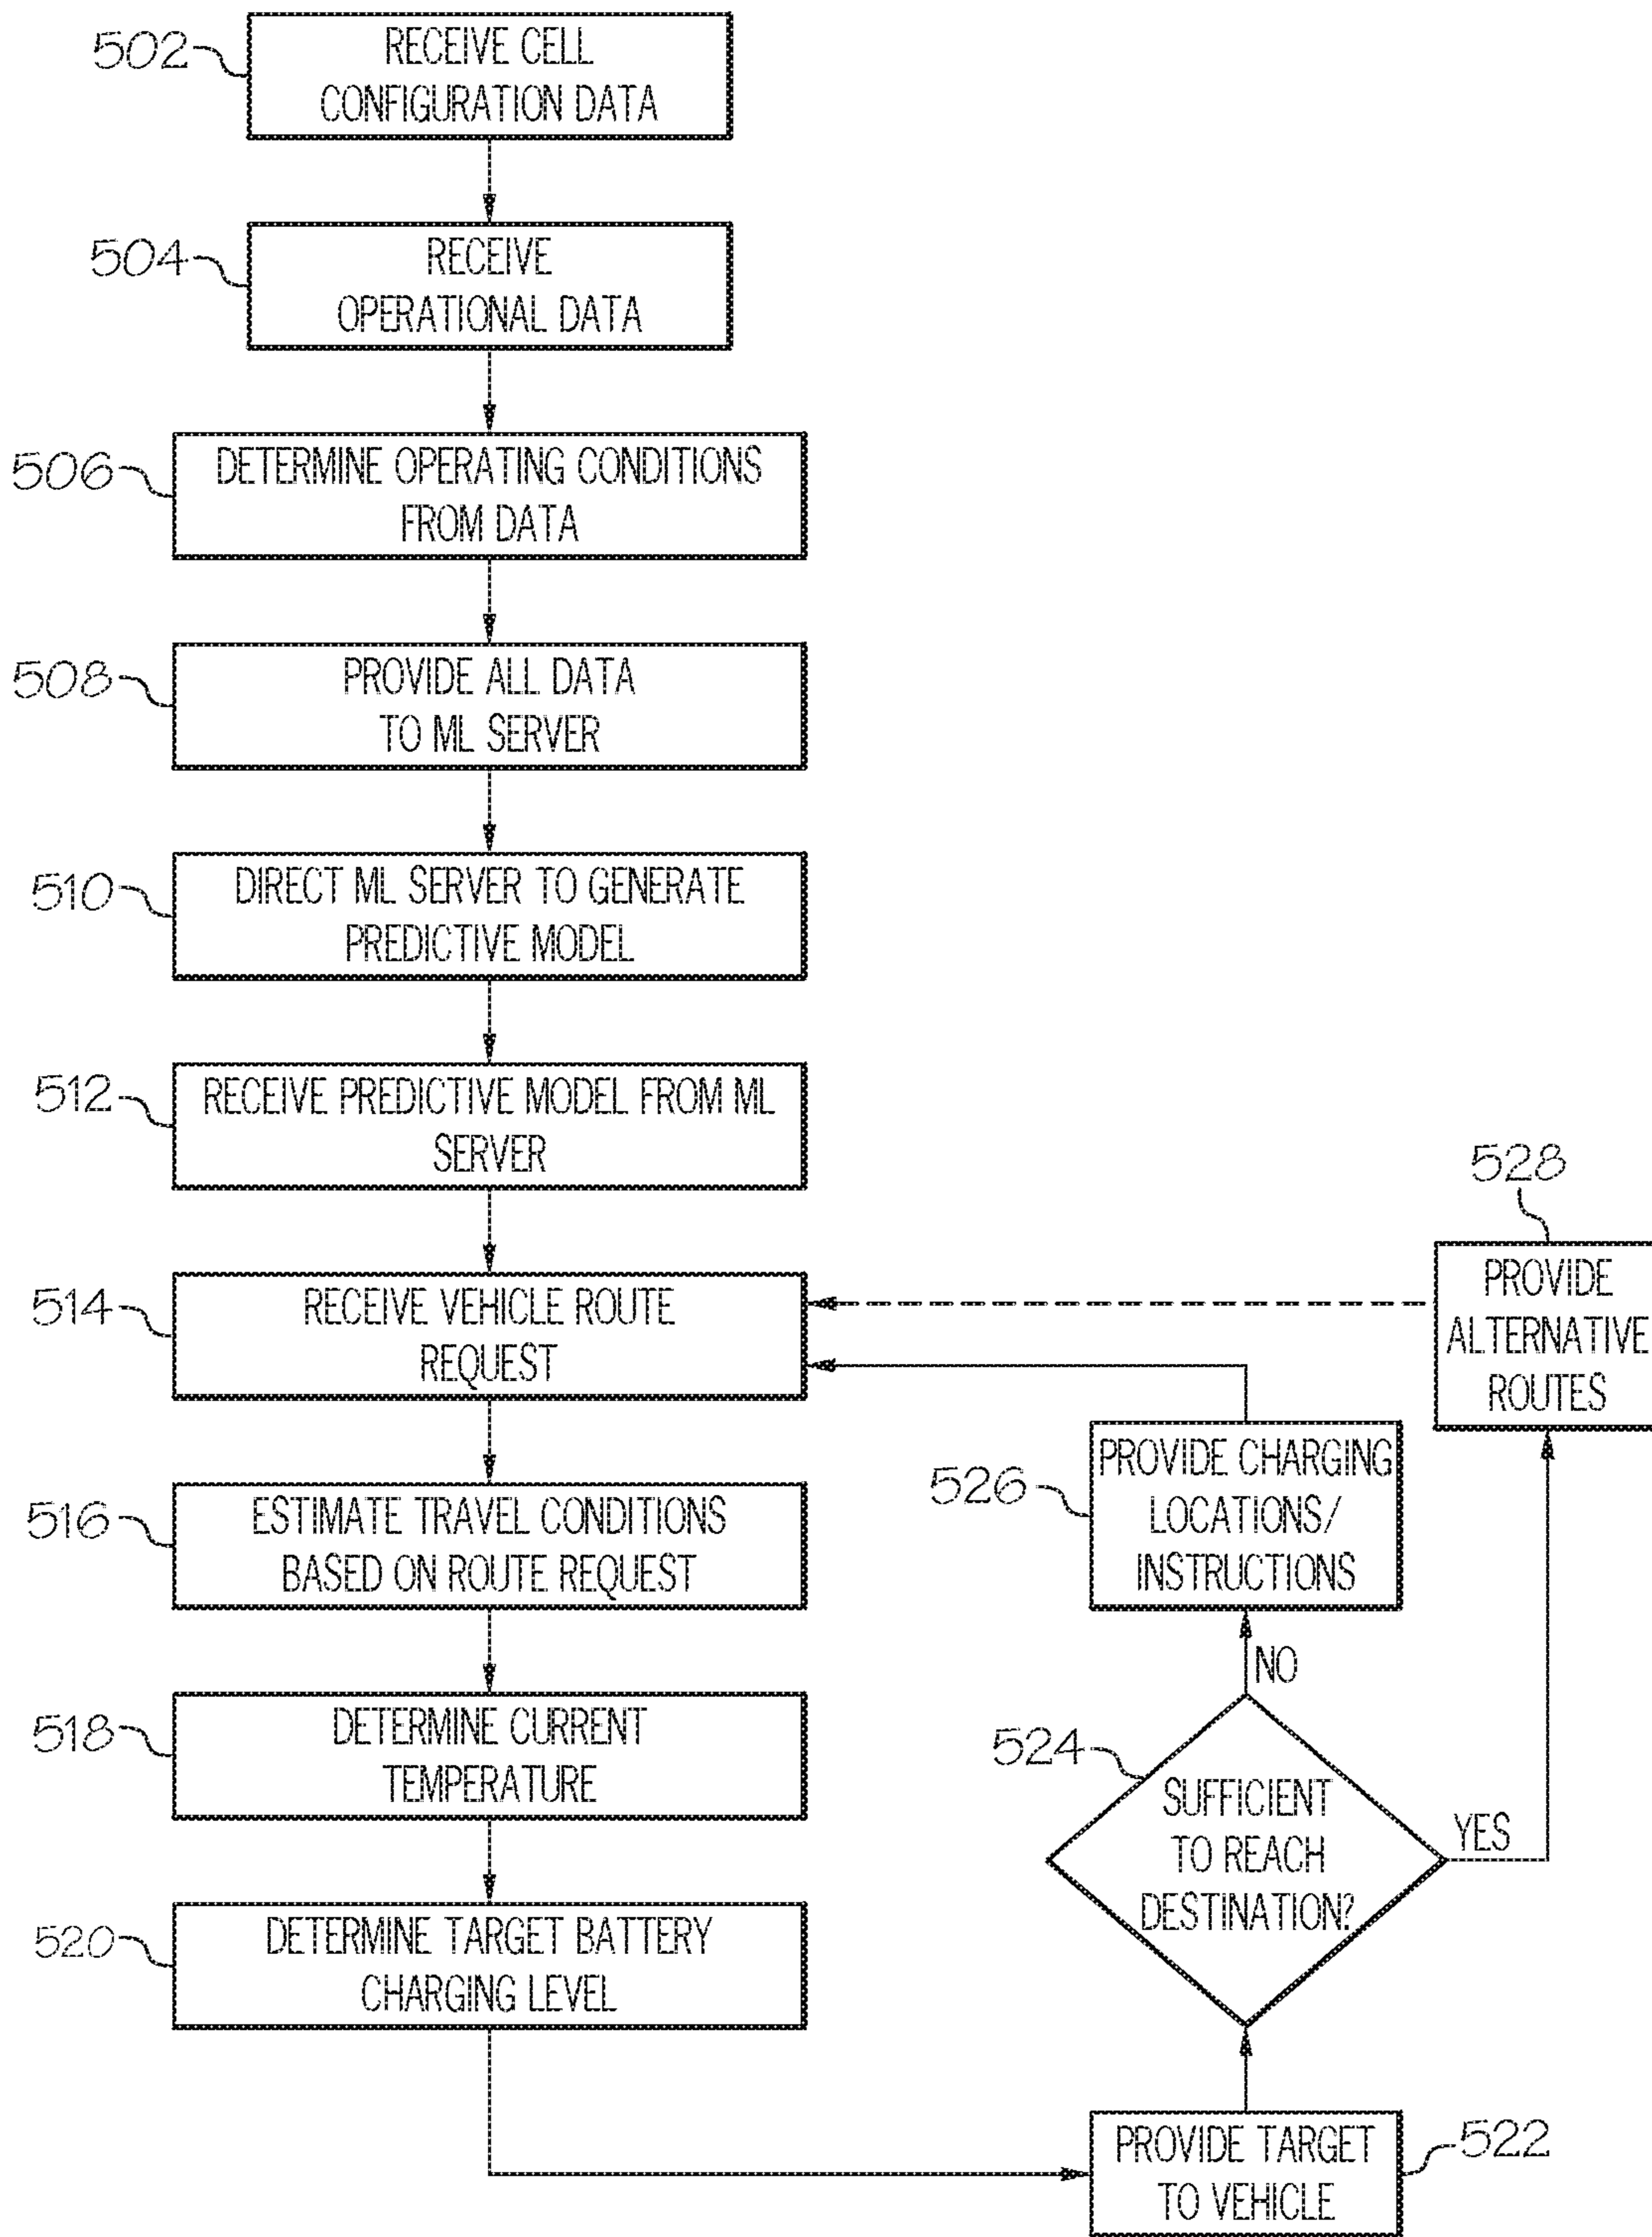 502
RECEIVE CELL
CONFIGURATION DATA
504
RECEIVE
OPERATIONAL DATA
506
DETERMINE OPERATING CONDITIONS
FROM DATA
508
PROVIDE ALL DATA
TO ML SERVER
510
DIRECT ML SERVER TO GENERATE
PREDICTIVE MODEL
512
RECEIVE PREDICTIVE MODEL FROM ML
SERVER
514
RECEIVE VEHICLE ROUTE
REQUEST
516
ESTIMATE TRAVEL CONDITIONS
BASED ON ROUTE REQUEST
518
DETERMINE CURRENT
TEMPERATURE
520
DETERMINE TARGET BATTERY
CHARGING LEVEL
522
PROVIDE TARGET
TO VEHICLE
524
SUFFICIENT
TO REACH
DESTINATION?
NO
YES
526
PROVIDE CHARGING
LOCATIONS/
INSTRUCTIONS
528
PROVIDE
ALTERNATIVE
ROUTES